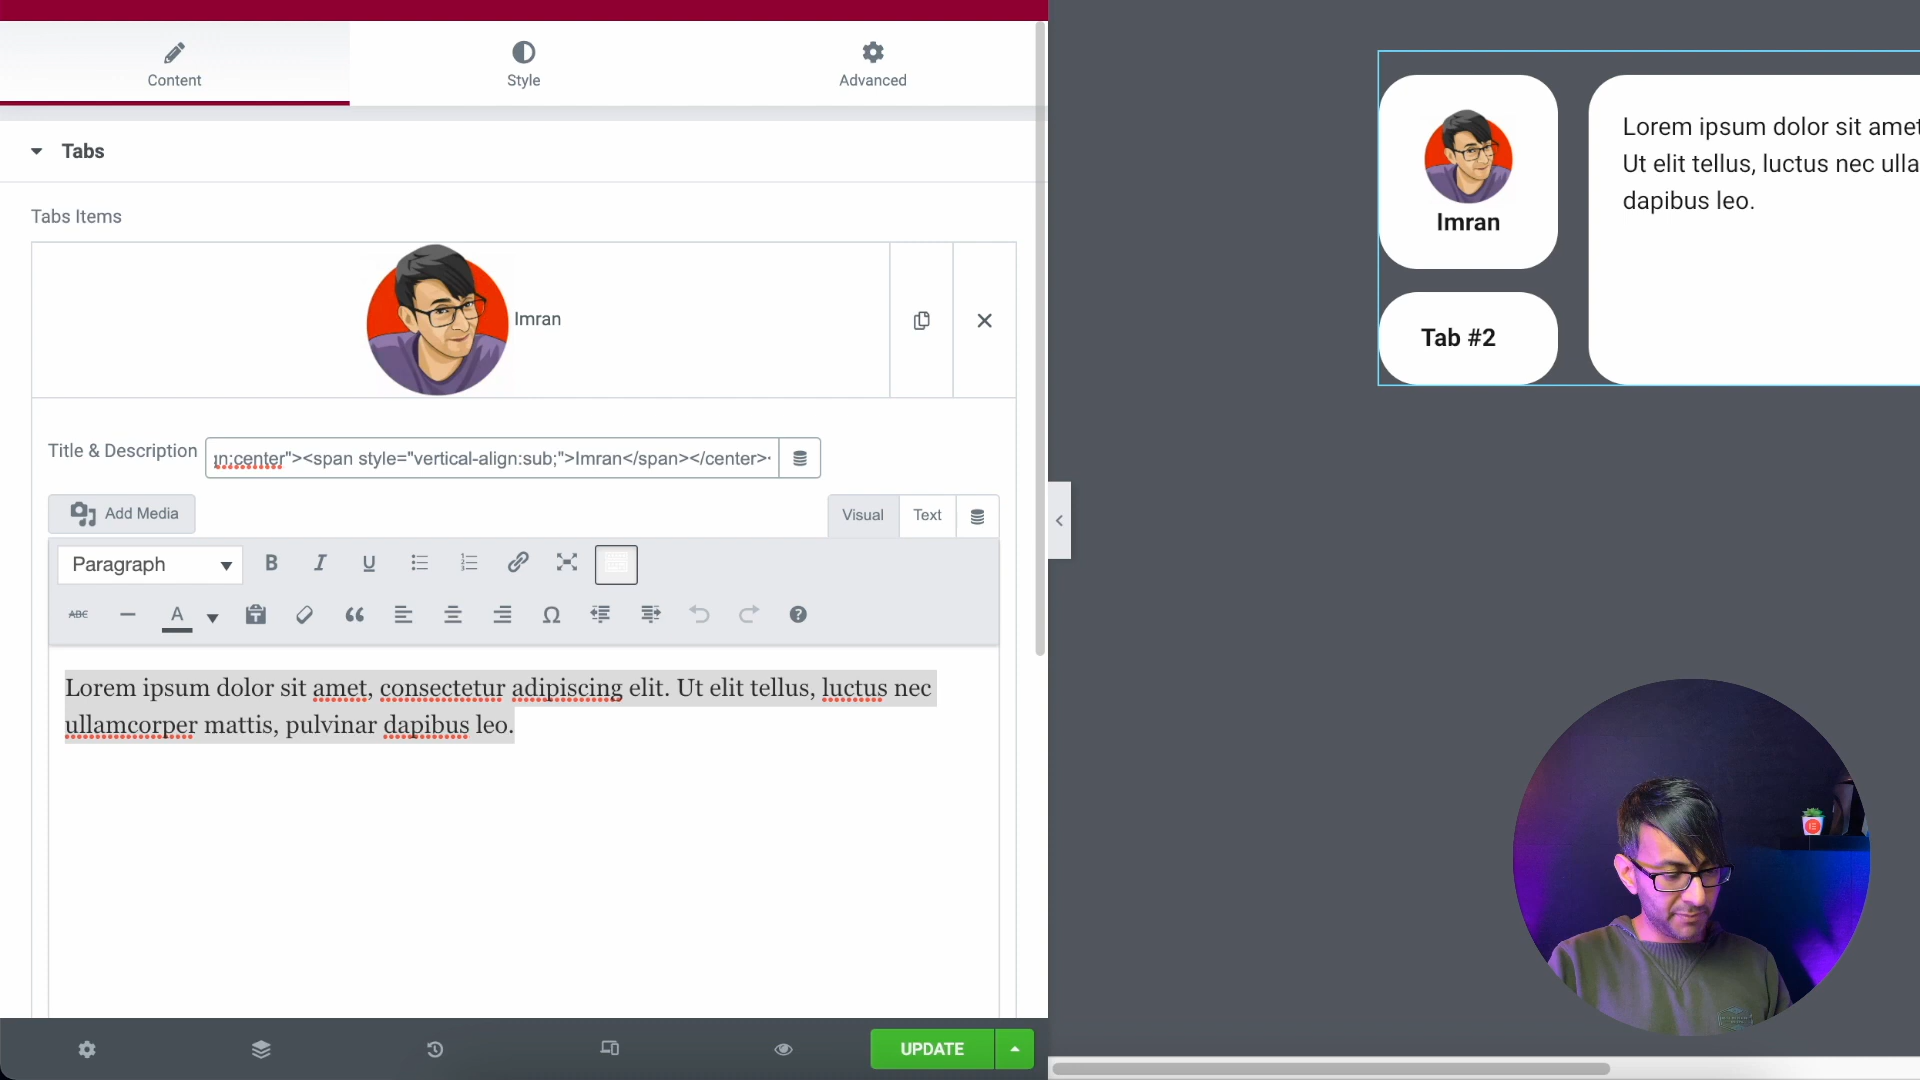 Content
Style
Advanced
Tabs
Tabs Items
Imran
Title & Description
in:center"><span style="vertical-align:sub;">Imran</span></center>
Add Media
Visual
Text
Paragraph
B
I
U
ABC
A
Ω
Lorem ipsum dolor sit amet, consectetur adipiscing elit. Ut elit tellus, luctus nec
ullamcorper mattis, pulvinar dapibus leo.
UPDATE
Imran
Tab #2
Lorem ipsum dolor sit amet
Ut elit tellus, luctus nec ulla
dapibus leo.